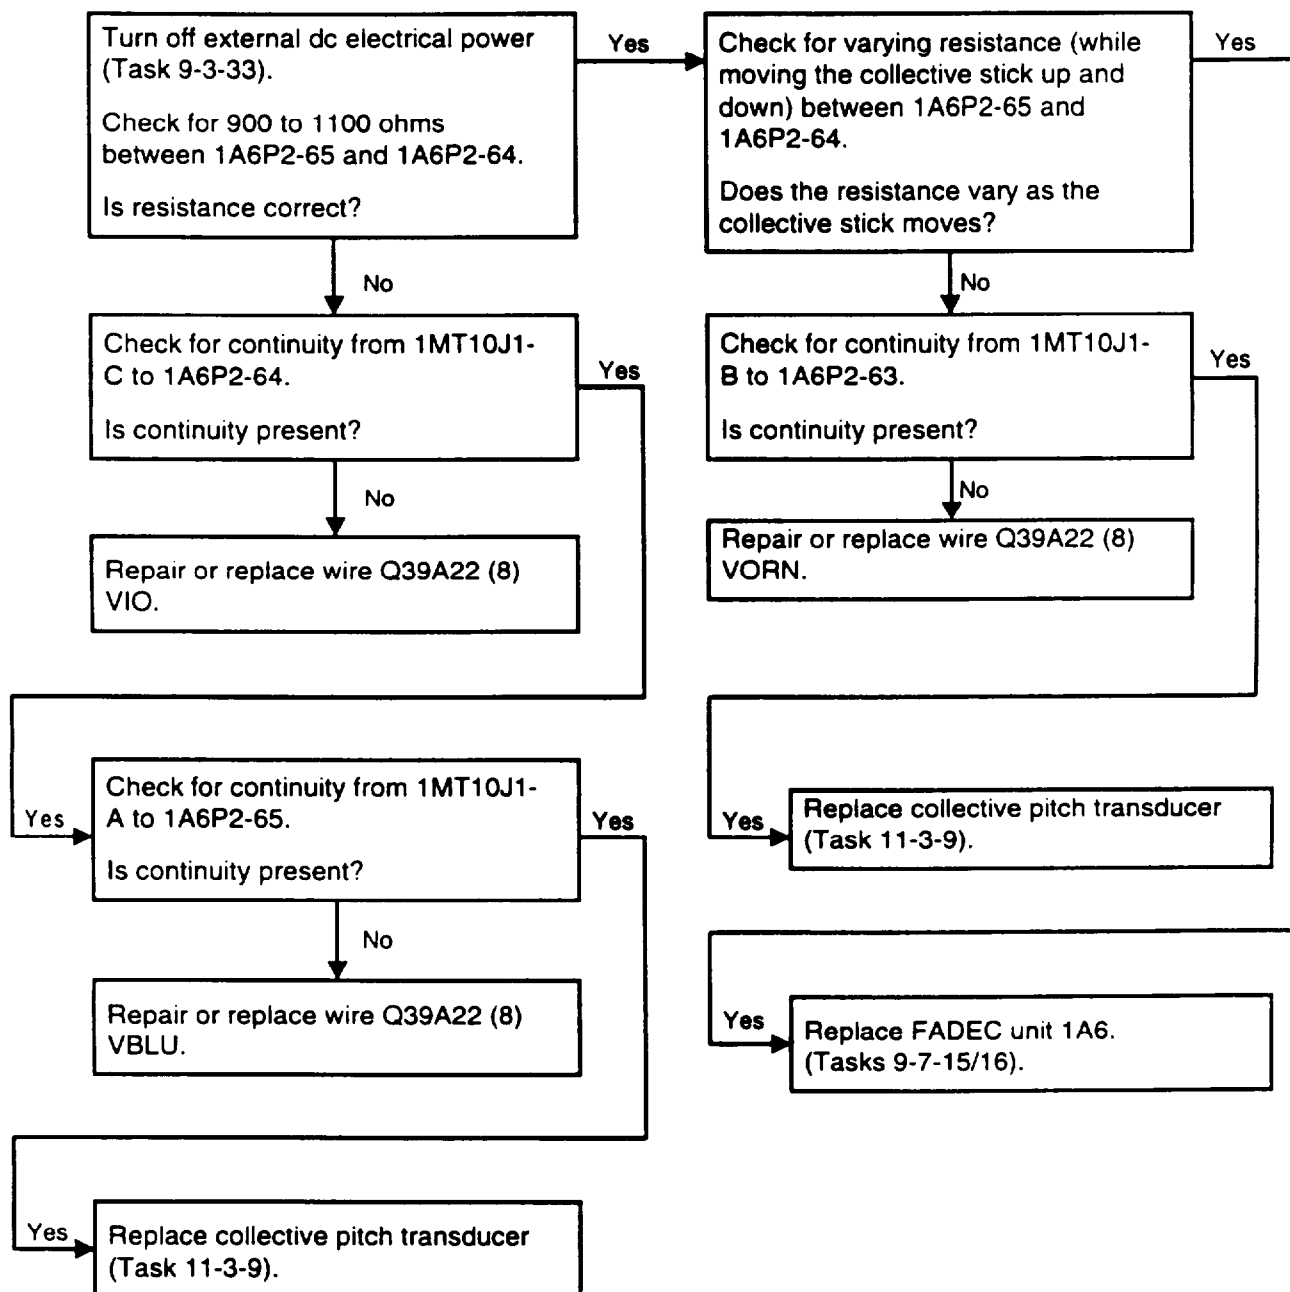 Turn off external dc electrical power
(Task 9-3-33).
Check for 900 to 1100 ohms
between 1A6P2-65 and 1A6P2-64.
Is resistance correct?
Yes
Check for varying resistance (while
moving the collective stick up and
down) between 1A6P2-65 and
1A6P2-64.
Does the resistance vary as the
collective stick moves?
Yes
No
No
Check for continuity from 1MT10J1-
C to 1A6P2-64.
Is continuity present?
Yes
Check for continuity from 1MT10J1-
B to 1A6P2-63.
Is continuity present?
Yes
No
No
Repair or replace wire Q39A22 (8)
VIO.
Repair or replace wire Q39A22 (8)
VORN.
Yes
Check for continuity from 1MT10J1-
A to 1A6P2-65.
Is continuity present?
Yes
Yes
Replace collective pitch transducer
(Task 11-3-9).
No
Repair or replace wire Q39A22 (8)
VBLU.
Yes
Replace FADEC unit 1A6.
(Tasks 9-7-15/16).
Yes
Replace collective pitch transducer
(Task 11-3-9).